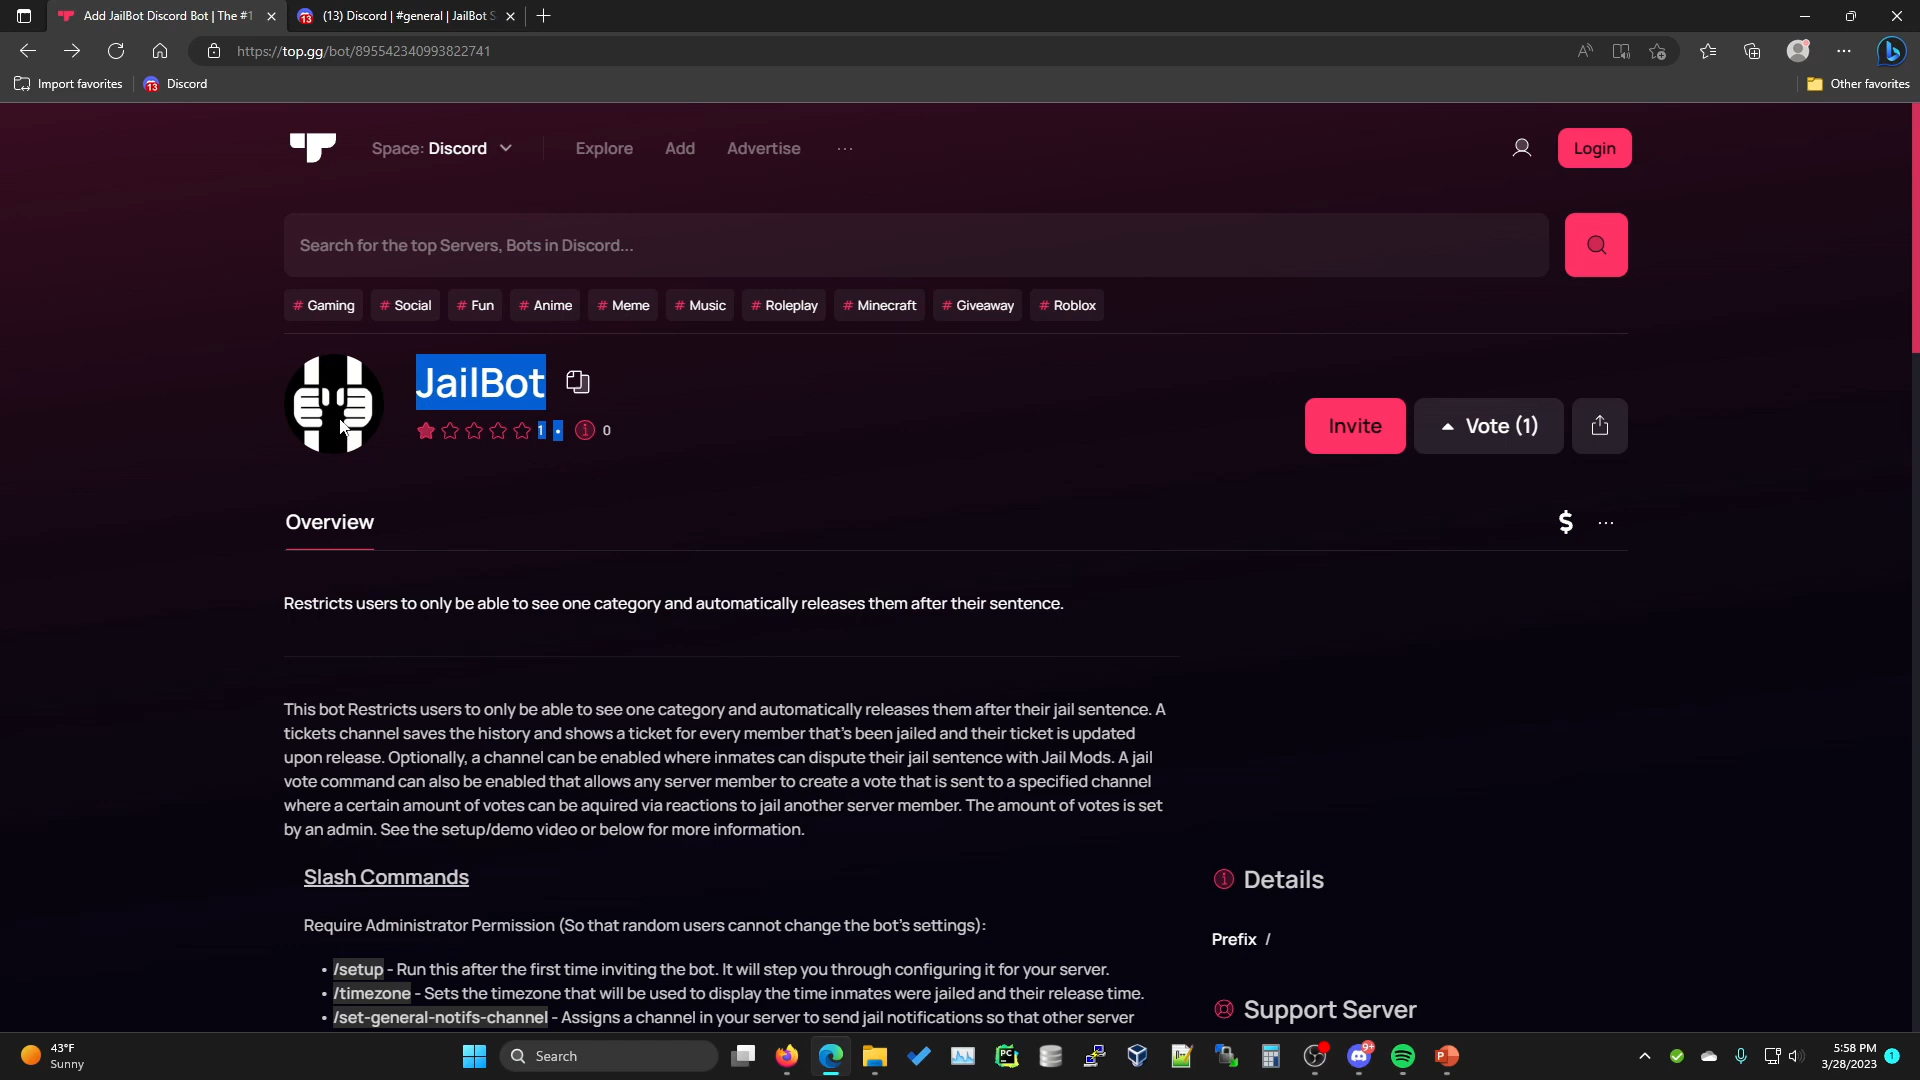 Add JailBot Discord Bot | The #1
(13) Discord | #general | JailBot S
https://top.gg/bot/895542340993822741
Import favorites
13 Discord
Other favorites
Space: Discord
Explore
Add
Advertise
Login
Search for the top Servers, Bots in Discord...
# Gaming
# Social
# Fun
# Anime
# Meme
# Music
# Roleplay
# Minecraft
# Giveaway
# Roblox
JailBot
1 • 0
Invite
Vote (1)
Overview
$
Restricts users to only be able to see one category and automatically releases them after their sentence.
This bot Restricts users to only be able to see one category and automatically releases them after their jail sentence. A
tickets channel saves the history and shows a ticket for every member that's been jailed and their ticket is updated
upon release. Optionally, a channel can be enabled where inmates can dispute their jail sentence with Jail Mods. A jail
vote command can also be enabled that allows any server member to create a vote that is sent to a specified channel
where a certain amount of votes can be aquired via reactions to jail another server member. The amount of votes is set
by an admin. See the setup/demo video or below for more information.
Slash Commands
Details
Require Administrator Permission (So that random users cannot change the bot's settings):
Prefix /
• /setup - Run this after the first time inviting the bot. It will step you through configuring it for your server.
• /timezone - Sets the timezone that will be used to display the time inmates were jailed and their release time.
• /set-general-notifs-channel - Assigns a channel in your server to send jail notifications so that other server
Support Server
43°F
Sunny
Search
9+
5:58 PM
3/28/2023
1